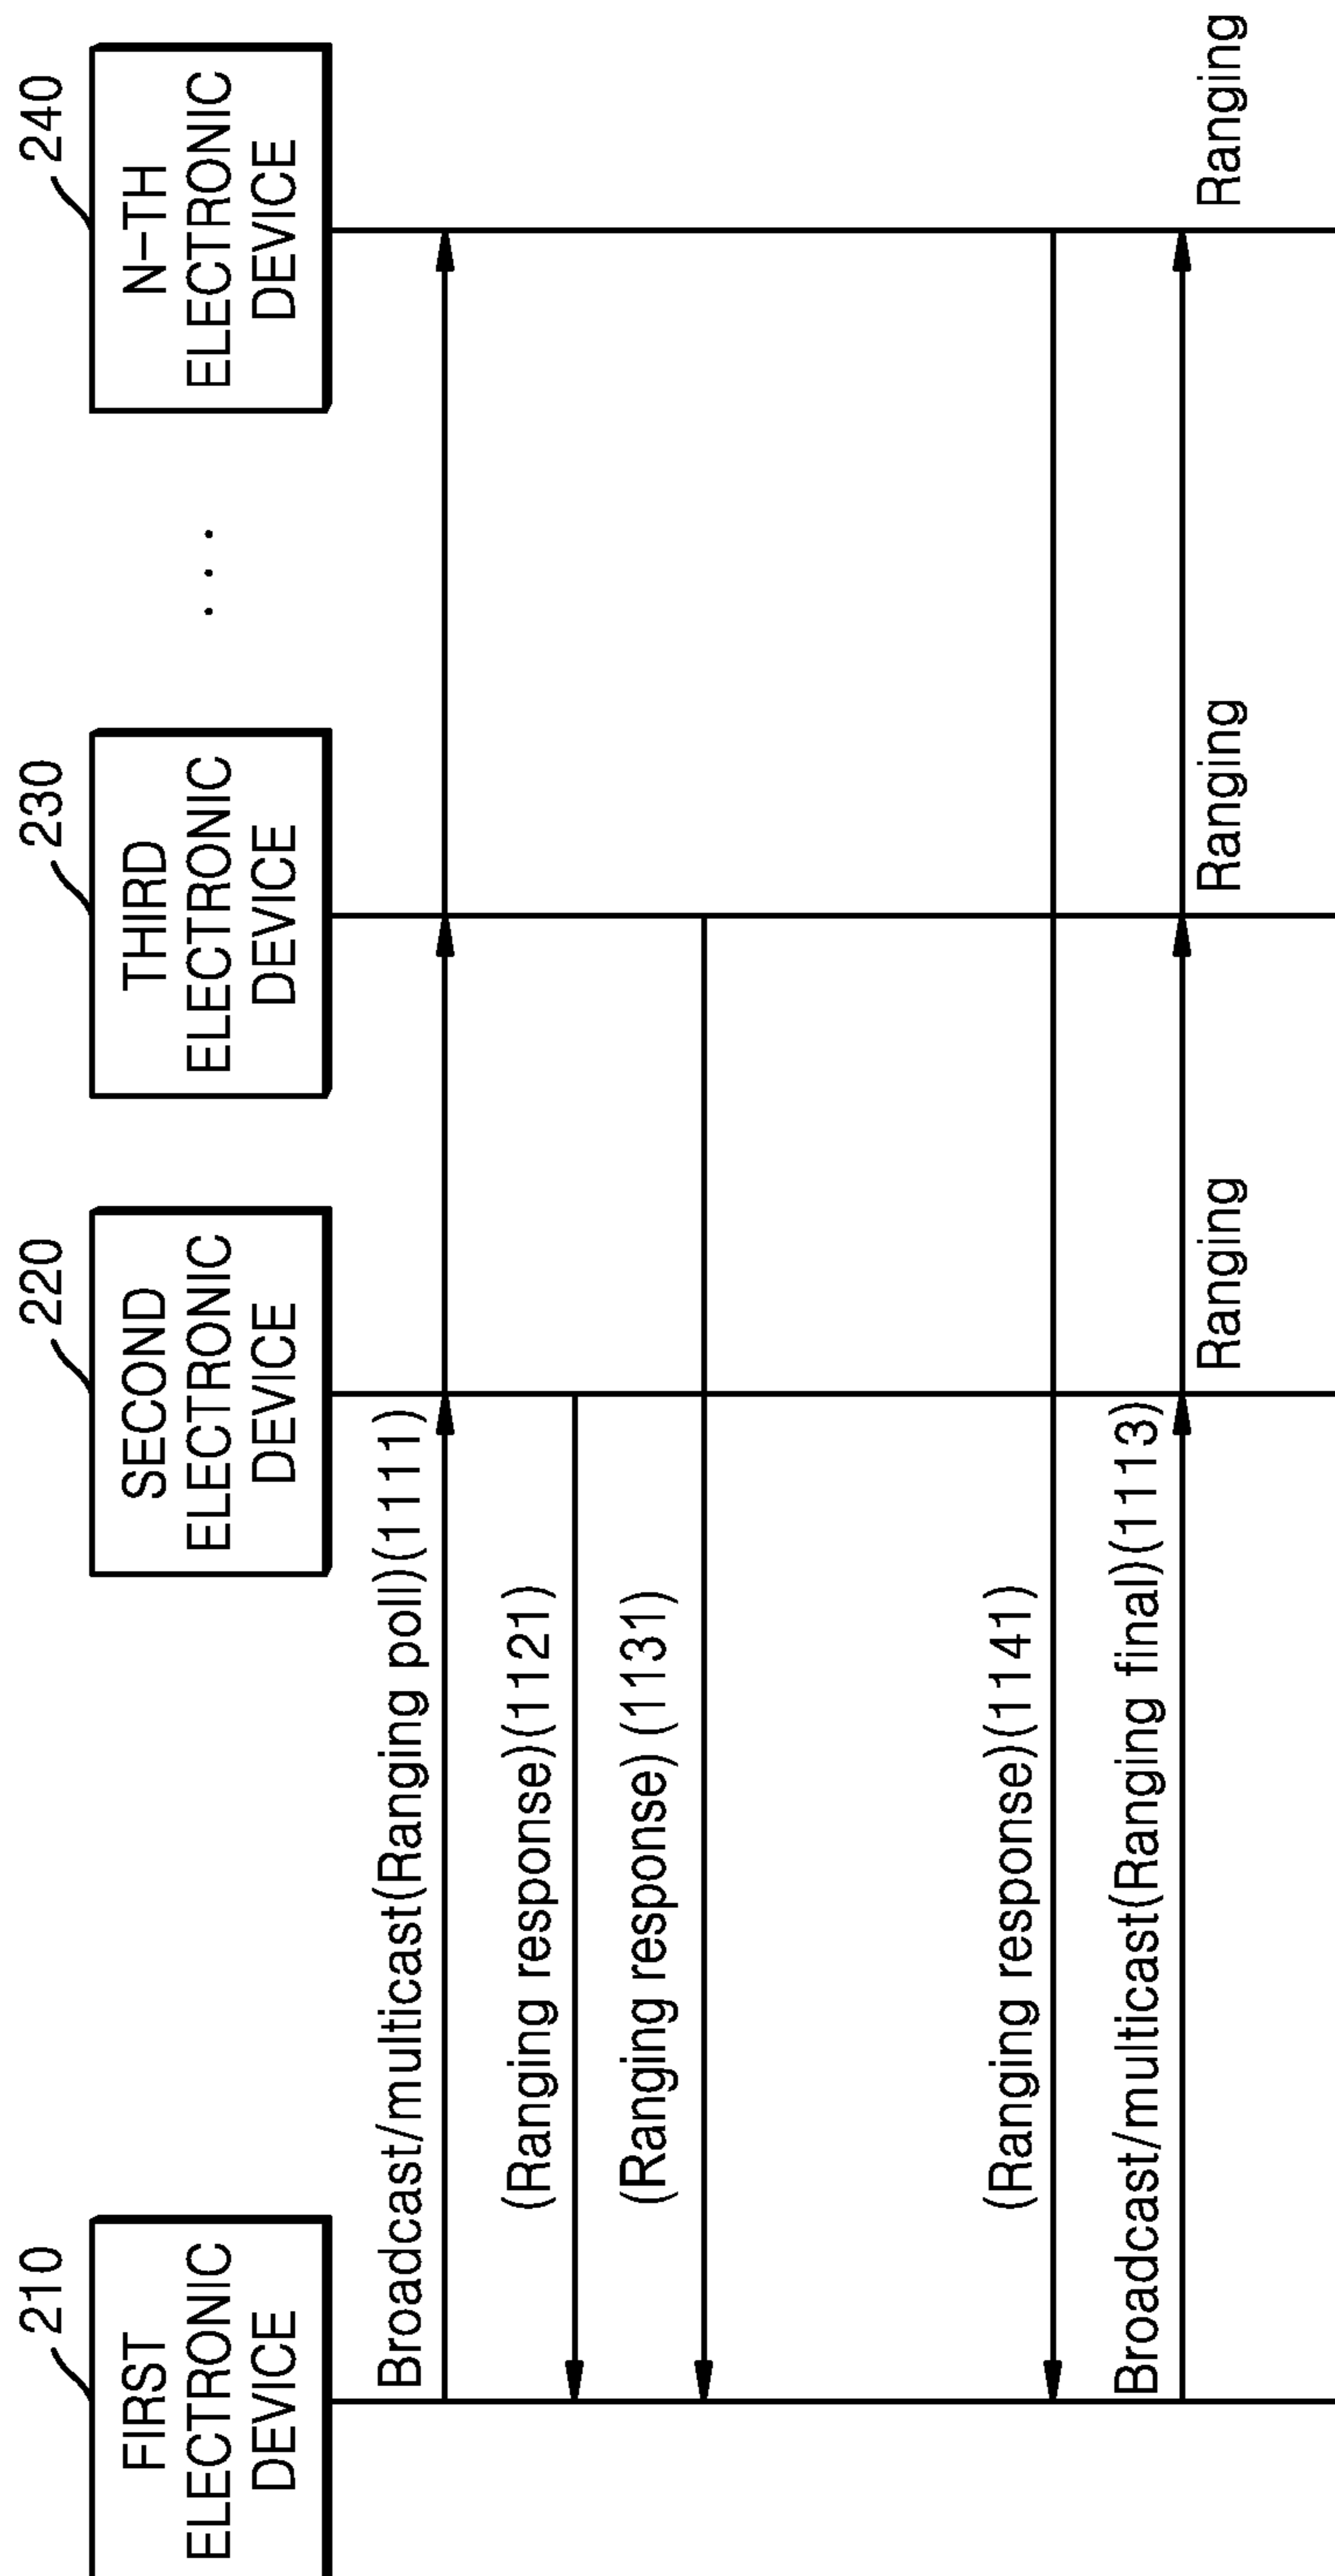 210
220
230
240
FIRST
ELECTRONIC
DEVICE
SECOND
ELECTRONIC
DEVICE
THIRD
ELECTRONIC
DEVICE
. . .
N-TH
ELECTRONIC
DEVICE
Broadcast/multicast(Ranging poll)(1111)
(Ranging response)(1121)
(Ranging response) (1131)
(Ranging response)(1141)
Broadcast/multicast(Ranging final)(1113)
Ranging
Ranging
Ranging